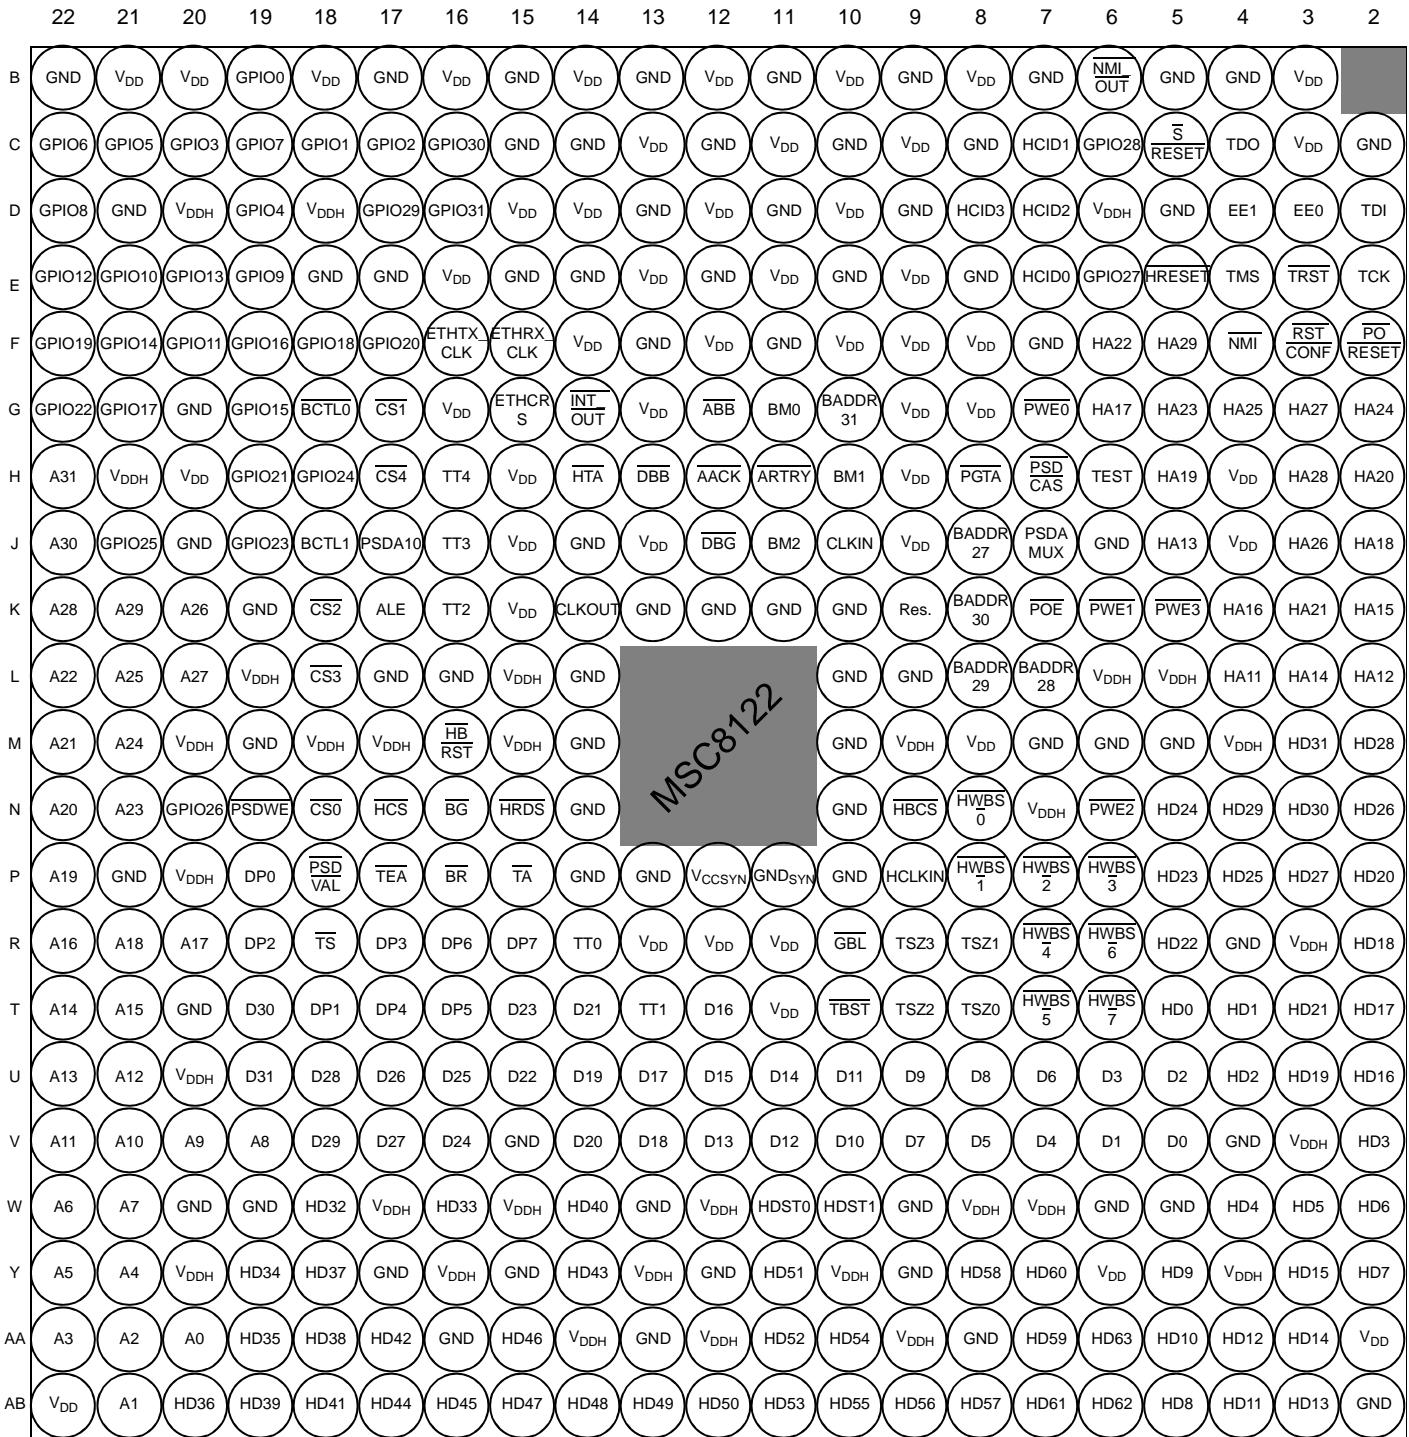 22 21 20 19 18 17 16 15 14 13 12 11 10 9 8 7 6 5 4 3 2
B GND VDD VDD GPIO0 VDD GND VDD GND VDD GND VDD GND VDD GND VDD GND NMI_OUT GND GND VDD
C GPIO6 GPIO5 GPIO3 GPIO7 GPIO1 GPIO2 GPIO30 GND GND VDD GND VDD GND VDD GND HCID1 GPIO28 S RESET TDO VDD GND
D GPIO8 GND VDDH GPIO4 VDDH GPIO29 GPIO31 VDD VDD GND VDD GND VDD GND HCID3 HCID2 VDDH GND EE1 EE0 TDI
E GPIO12 GPIO10 GPIO13 GPIO9 GND GND VDD GND GND VDD GND VDD GND VDD GND HCID0 GPIO27 HRESET TMS TRST TCK
F GPIO19 GPIO14 GPIO11 GPIO16 GPIO18 GPIO20 ETHTX_CLK ETHRX_CLK VDD GND VDD GND VDD VDD VDD GND HA22 HA29 NMI RST CONF PO RESET
G GPIO22 GPIO17 GND GPIO15 BCTL0 CS1 VDD ETHCRS INT_OUT VDD ABB BM0 BADDR31 VDD VDD PWE0 HA17 HA23 HA25 HA27 HA24
H A31 VDDH VDD GPIO21 GPIO24 CS4 TT4 VDD HTA DBB AACK ARTRY BM1 VDD PGTA PSD CAS TEST HA19 VDD HA28 HA20
J A30 GPIO25 GND GPIO23 BCTL1 PSDA10 TT3 VDD GND VDD DBG BM2 CLKIN VDD BADDR27 PSDA MUX GND HA13 VDD HA26 HA18
K A28 A29 A26 GND CS2 ALE TT2 VDD CLKOUT GND GND GND GND Res. BADDR30 POE PWE1 PWE3 HA16 HA21 HA15
L A22 A25 A27 VDDH CS3 GND GND VDDH GND GND GND BADDR29 BADDR28 VDDH VDDH HA11 HA14 HA12
MSC8122
M A21 A24 VDDH GND VDDH VDDH HB RST VDDH GND GND VDDH VDD GND GND GND VDDH HD31 HD28
N A20 A23 GPIO26 PSDWE CS0 HCS BG HRDS GND GND HBCS HWBS0 VDDH PWE2 HD24 HD29 HD30 HD26
P A19 GND VDDH DP0 PSD VAL TEA BR TA GND GND VCCSYN GNDSYN GND HCLKIN HWBS1 HWBS2 HWBS3 HD23 HD25 HD27 HD20
R A16 A18 A17 DP2 TS DP3 DP6 DP7 TT0 VDD VDD VDD GBL TSZ3 TSZ1 HWBS4 HWBS6 HD22 GND VDDH HD18
T A14 A15 GND D30 DP1 DP4 DP5 D23 D21 TT1 D16 VDD TBST TSZ2 TSZ0 HWBS5 HWBS7 HD0 HD1 HD21 HD17
U A13 A12 VDDH D31 D28 D26 D25 D22 D19 D17 D15 D14 D11 D9 D8 D6 D3 D2 HD2 HD19 HD16
V A11 A10 A9 A8 D29 D27 D24 GND D20 D18 D13 D12 D10 D7 D5 D4 D1 D0 GND VDDH HD3
W A6 A7 GND GND HD32 VDDH HD33 VDDH HD40 GND VDDH HDST0 HDST1 GND VDDH VDDH GND GND HD4 HD5 HD6
Y A5 A4 VDDH HD34 HD37 GND VDDH GND HD43 VDDH GND HD51 VDDH GND HD58 HD60 VDD HD9 VDDH HD15 HD7
AA A3 A2 A0 HD35 HD38 HD42 GND HD46 VDDH GND VDDH HD52 HD54 VDDH GND HD59 HD63 HD10 HD12 HD14 VDD
AB VDD A1 HD36 HD39 HD41 HD44 HD45 HD47 HD48 HD49 HD50 HD53 HD55 HD56 HD57 HD61 HD62 HD8 HD11 HD13 GND